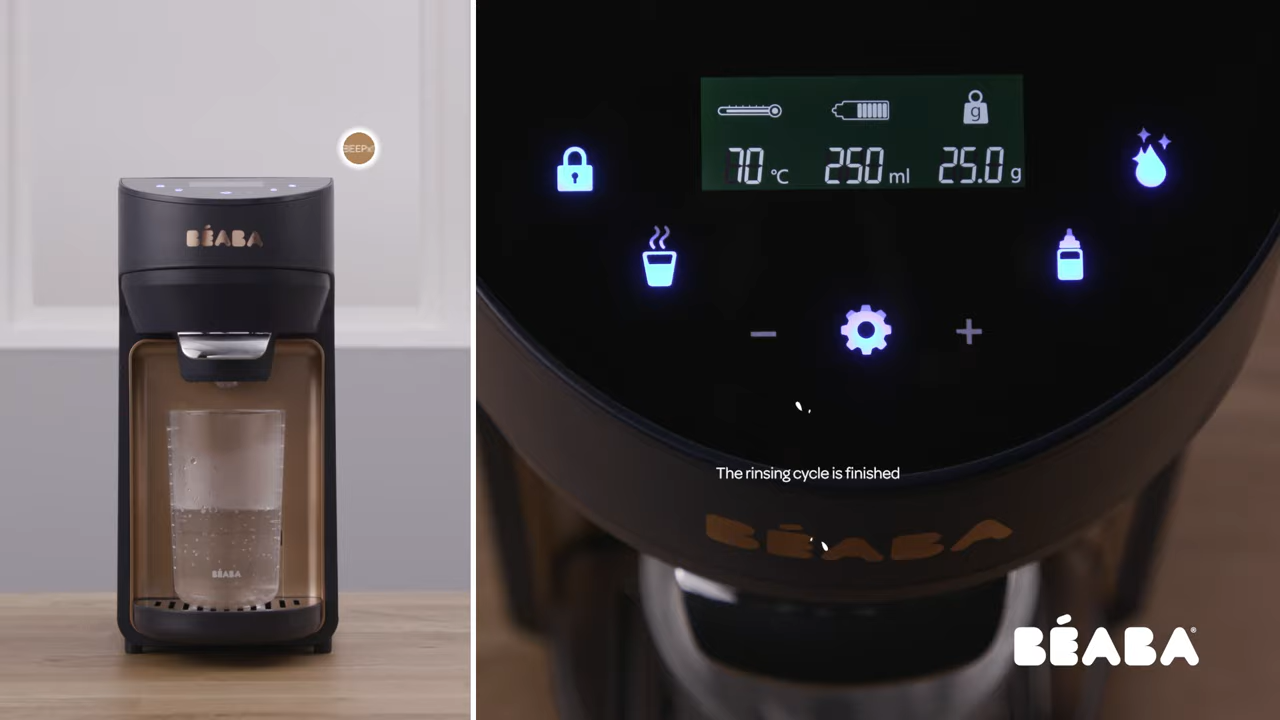 BEEP
BÉABA
BÉABA
g
70 °C 250 ml 25.0 g
The rinsing cycle is finished
BÉABA
BÉABA®